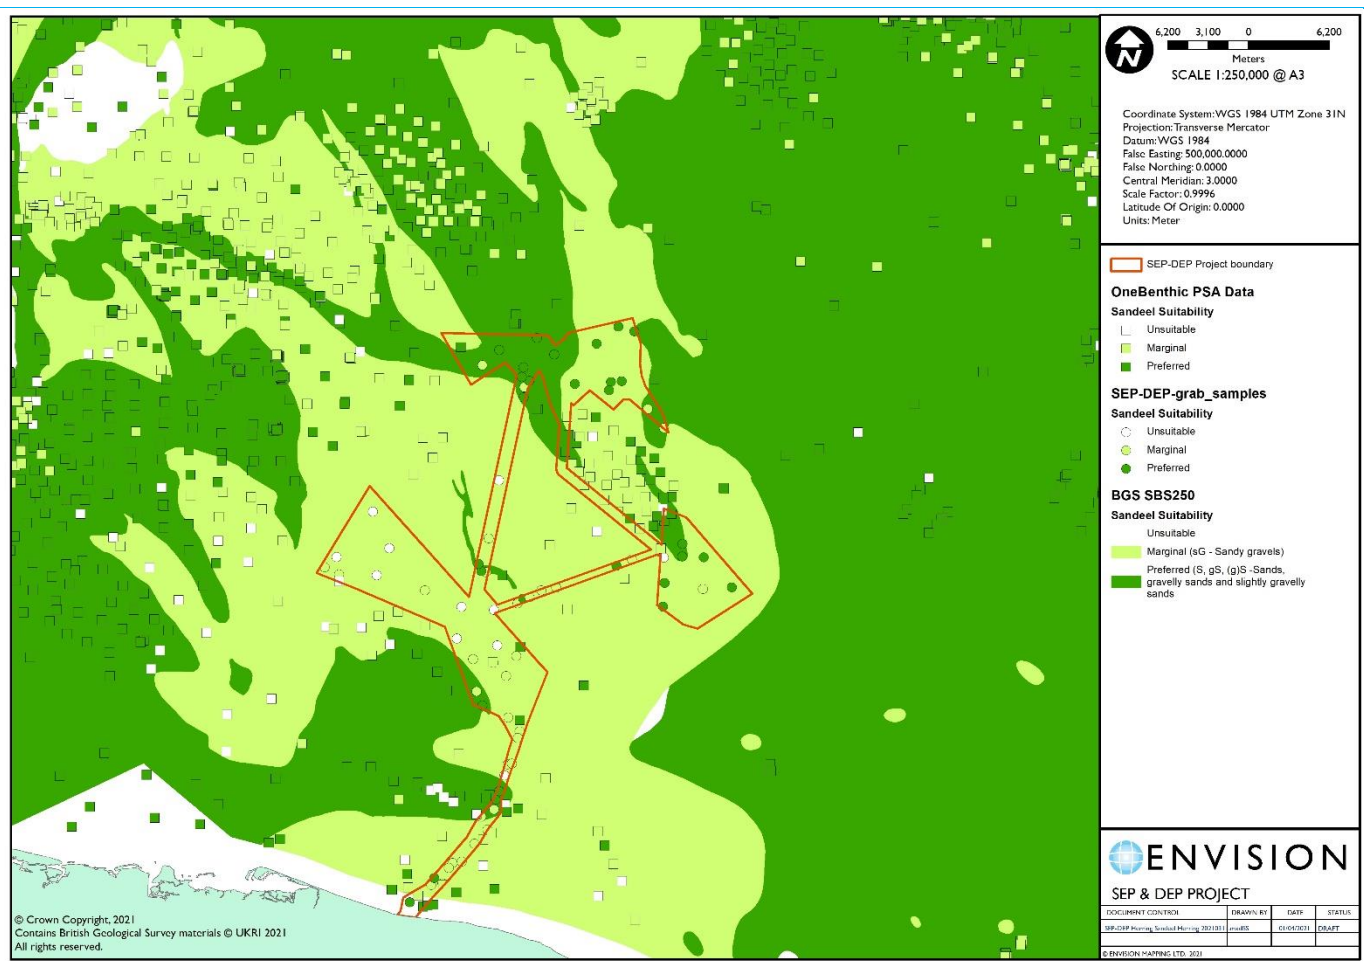 6,200 3,100 0 6,200
Meters
SCALE 1:250,000 @ A3
N
Coordinate System: WGS 1984 UTM Zone 31N
Projection: Transverse Mercator
Datum: WGS 1984
False Easting: 500,000.0000
False Northing: 0.0000
Central Meridian: 3.0000
Scale Factor: 0.9996
Latitude Of Origin: 0.0000
Units: Meter
SEP-DEP Project boundary
OneBenthic PSA Data
Sandeel Suitability
Unsuitable
Marginal
Preferred
SEP-DEP-grab_samples
Sandeel Suitability
Unsuitable
Marginal
Preferred
BGS SBS250
Sandeel Suitability
Unsuitable
Marginal (sG - Sandy gravels)
Preferred (S, gS, (g)S -Sands,
gravelly sands and slightly gravelly
sands
ENVISION
SEP & DEP PROJECT
DOCUMENT CONTROL DRAWN BY DATE STATUS
SEP-DEP Herring Sandeel Herring 01/04/2021 DRAFT
© ENVISION MAPPING LTD. 2021
© Crown Copyright, 2021
Contains British Geological Survey materials © UKRI 2021
All rights reserved.